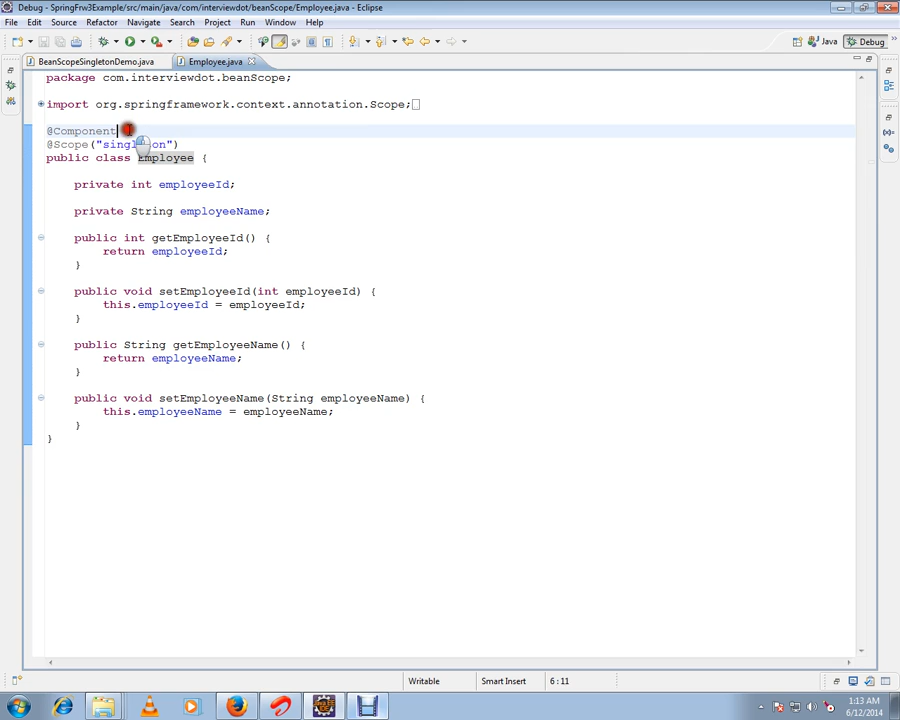 Debug - SpringFrw3Example/src/main/java/com/interviewdot/beanScope/Employee.java - Eclipse
File Edit Source Refactor Navigate Search Project Run Window Help
Java Debug
BeanScopeSingletonDemo.java Employee.java
package com.interviewdot.beanScope;
import org.springframework.context.annotation.Scope;
@Component
@Scope("singleton")
public class Employee {
private int employeeId;
private String employeeName;
public int getEmployeeId() {
return employeeId;
}
public void setEmployeeId(int employeeId) {
this.employeeId = employeeId;
}
public String getEmployeeName() {
return employeeName;
}
public void setEmployeeName(String employeeName) {
this.employeeName = employeeName;
}
}
Writable Smart Insert 6 : 11
1:13 AM
6/12/2014